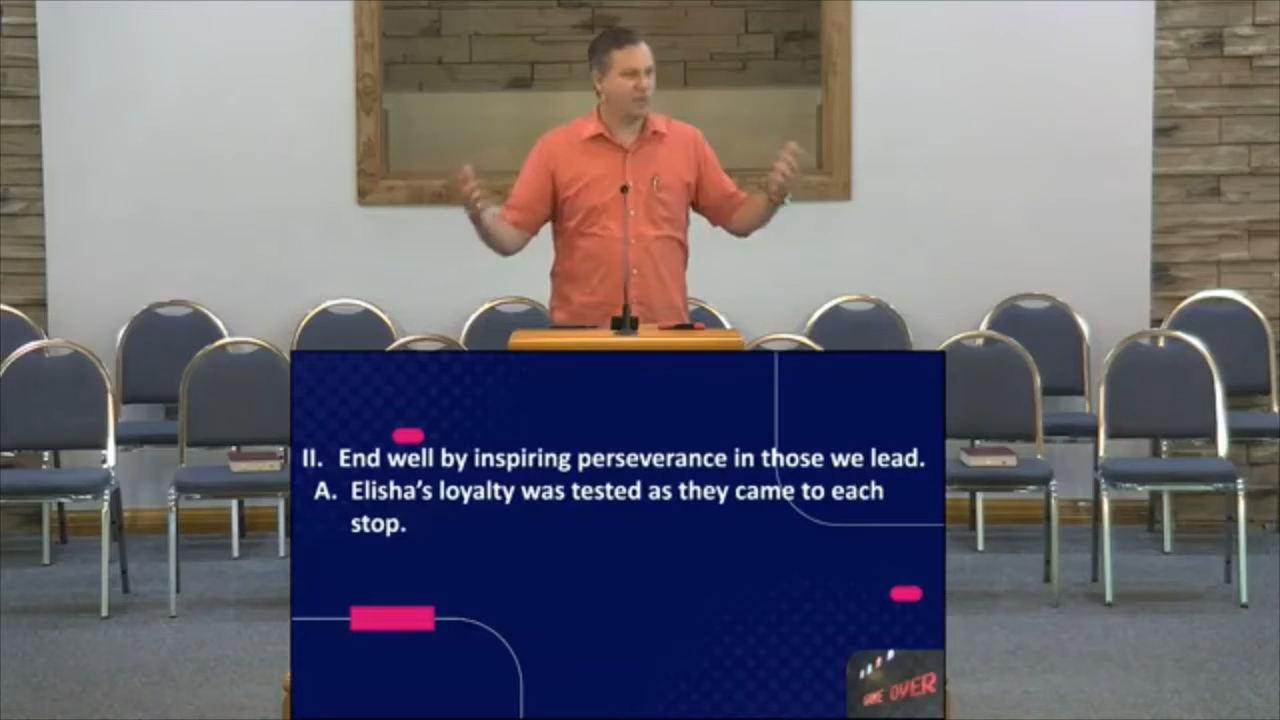 II. End well by inspiring perseverance in those we lead.
A. Elisha's loyalty was tested as they came to each
stop.
GAME OVER